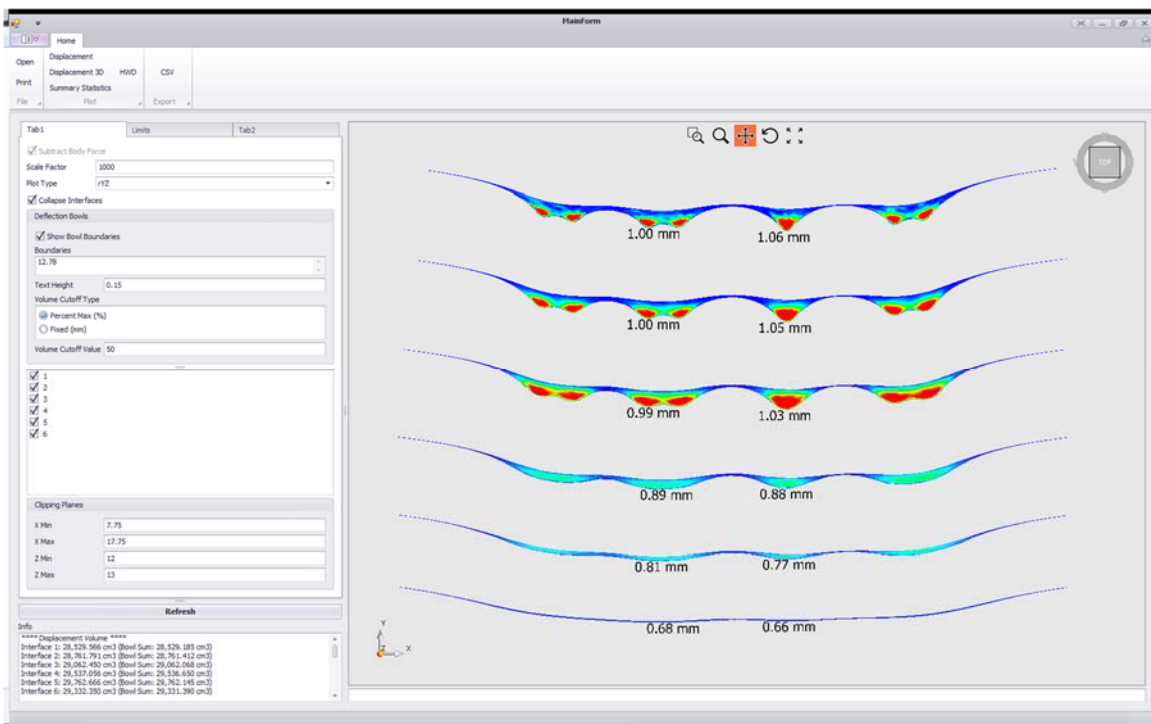 MainForm
Home
Open
Print
File
Displacement
Displacement 3D
HWD
Summary Statistics
Plot
CSV
Export
Tab1
Limits
Tab2
Subtract Body Force
Scale Factor 1000
Plot Type rYZ
Collapse Interfaces
Deflection Bowls
Show Bowl Boundaries
Boundaries
12.78
Text Height 0.15
Volume Cutoff Type
Percent Max (%)
Fixed (mm)
Volume Cutoff Value 50
1
2
3
4
5
6
Clipping Planes
X Min 7.75
X Max 17.75
Z Min 12
Z Max 13
Refresh
Info
**** Displacement Volume ****
Interface 1: 28,529.566 cm3 (Bowl Sum: 28,529.185 cm3)
Interface 2: 28,761.791 cm3 (Bowl Sum: 28,761.412 cm3)
Interface 3: 29,062.450 cm3 (Bowl Sum: 29,062.068 cm3)
Interface 4: 29,537.056 cm3 (Bowl Sum: 29,536.650 cm3)
Interface 5: 29,762.666 cm3 (Bowl Sum: 29,762.145 cm3)
Interface 6: 29,332.350 cm3 (Bowl Sum: 29,331.390 cm3)
TOP
1.00 mm 1.06 mm
1.00 mm 1.05 mm
0.99 mm 1.03 mm
0.89 mm 0.88 mm
0.81 mm 0.77 mm
0.68 mm 0.66 mm
Y
Z X